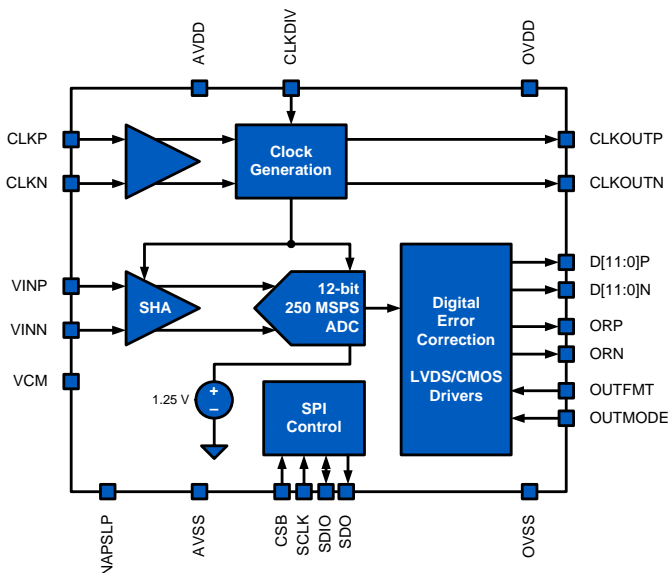 AVDD
CLKDIV
OVDD
CLKP
CLKN
Clock
Generation
CLKOUTP
CLKOUTN
VINP
VINN
VCM
SHA
12-bit
250 MSPS
ADC
Digital
Error
Correction
LVDS/CMOS
Drivers
D[11:0]P
D[11:0]N
ORP
ORN
OUTFMT
OUTMODE
1.25 V
+
–
SPI
Control
NAPSLP
AVSS
CSB
SCLK
SDIO
SDO
OVSS